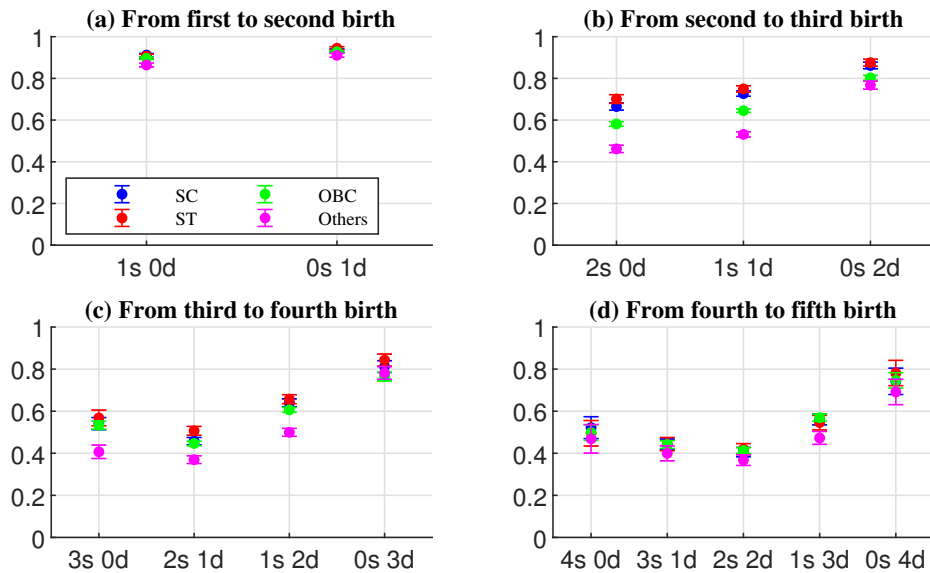 (a) From first to second birth
1
0.8
0.6
0.4
0.2
0
SC
OBC
ST
Others
1s 0d
0s 1d
(b) From second to third birth
1
0.8
0.6
0.4
0.2
0
2s 0d
1s 1d
0s 2d
(c) From third to fourth birth
1
0.8
0.6
0.4
0.2
0
3s 0d
2s 1d
1s 2d
0s 3d
(d) From fourth to fifth birth
1
0.8
0.6
0.4
0.2
0
4s 0d
3s 1d
2s 2d
1s 3d
0s 4d